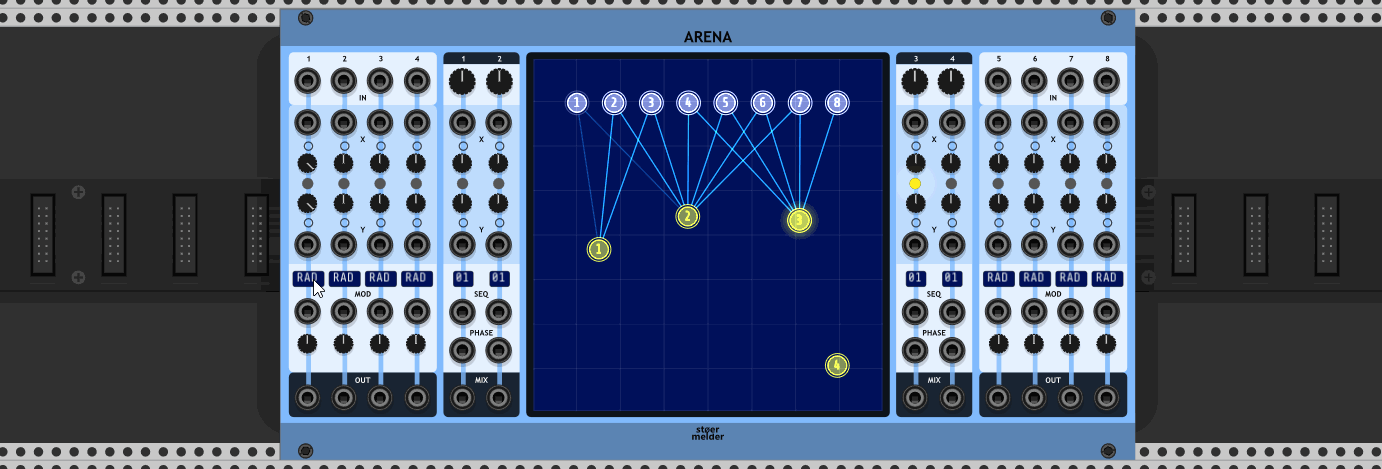 ARENA
1 2 3 4 1 2 3 4 5 6 7 8
IN IN
1 2 3 4 5 6 7 8
X X X X
2 3
1
Y Y Y Y
RAD RAD RAD RAD 01 01 01 01 RAD RAD RAD RAD
MOD SEQ SEQ MOD
PHASE PHASE
4
OUT MIX MIX OUT
støer
melder